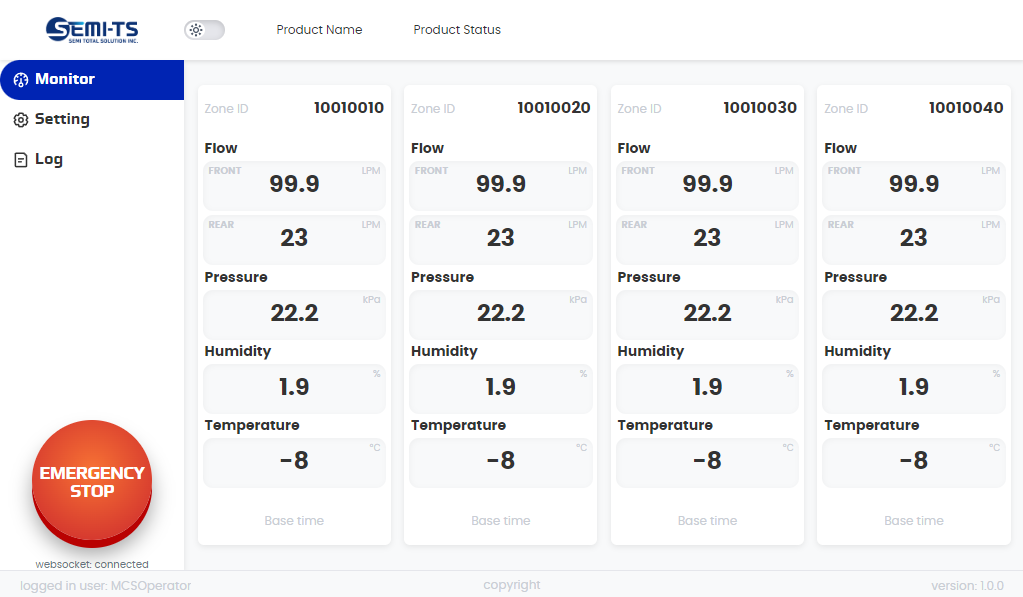 SEMI-TS
SEMI TOTAL SOLUTION INC.
Product Name
Product Status
Monitor
Setting
Log
EMERGENCY
STOP
websocket: connected
Zone ID 10010010
Flow
FRONT 99.9 LPM
REAR 23 LPM
Pressure
22.2 kPa
Humidity
1.9 %
Temperature
-8 °C
Base time
Zone ID 10010020
Flow
FRONT 99.9 LPM
REAR 23 LPM
Pressure
22.2 kPa
Humidity
1.9 %
Temperature
-8 °C
Base time
Zone ID 10010030
Flow
FRONT 99.9 LPM
REAR 23 LPM
Pressure
22.2 kPa
Humidity
1.9 %
Temperature
-8 °C
Base time
Zone ID 10010040
Flow
FRONT 99.9 LPM
REAR 23 LPM
Pressure
22.2 kPa
Humidity
1.9 %
Temperature
-8 °C
Base time
logged in user: MCSOperator
copyright
version: 1.0.0